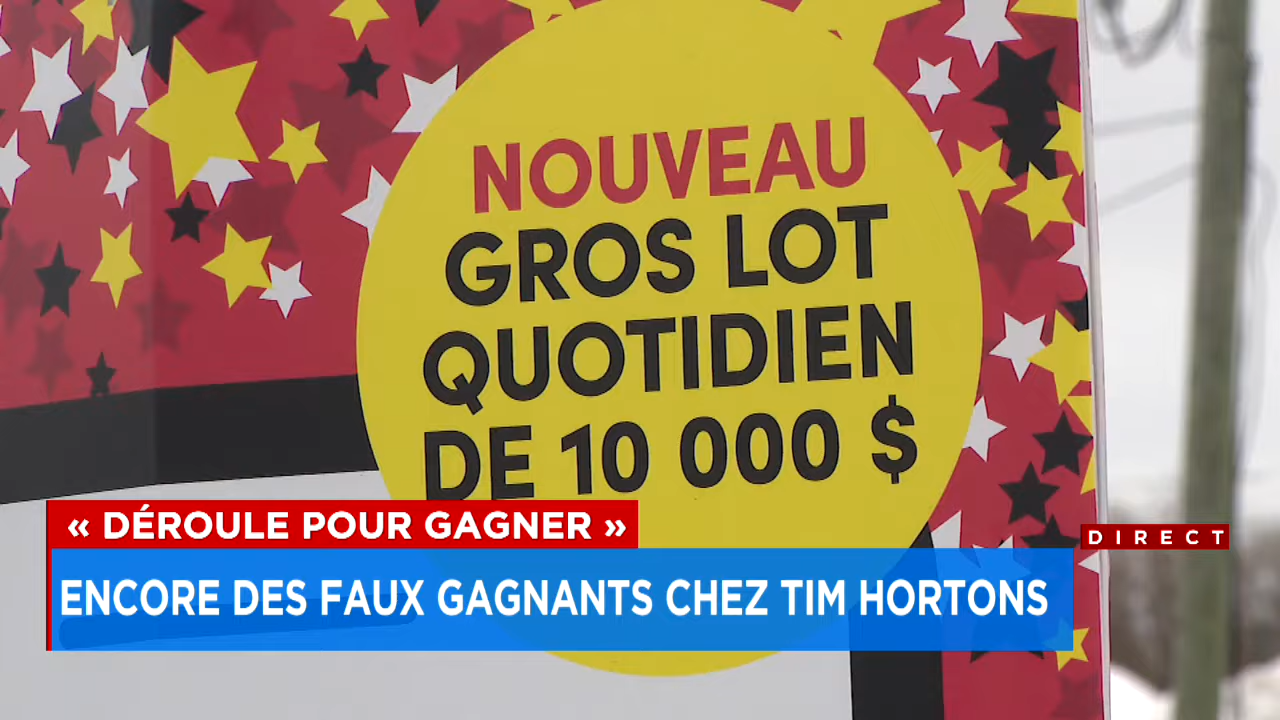 NOUVEAU
GROS LOT
QUOTIDIEN
DE 10 000 $
« DÉROULE POUR GAGNER »
DIRECT
ENCORE DES FAUX GAGNANTS CHEZ TIM HORTONS